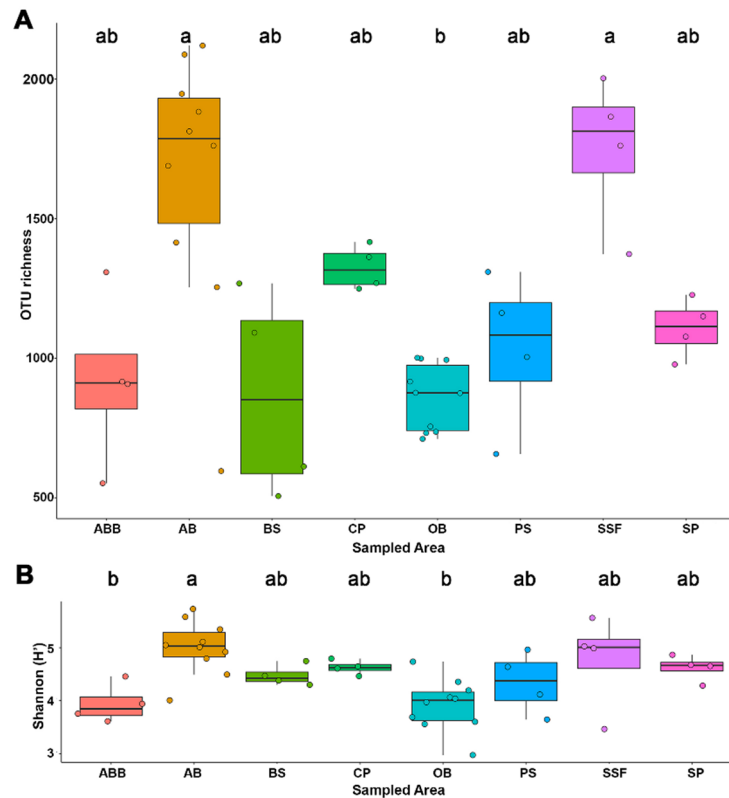 A
ab a ab ab b ab a ab
2000
1500
1000
500
OTU richness
ABB AB BS CP OB PS SSF SP
Sampled Area
B
b a ab ab b ab ab ab
5
4
3
Shannon (H')
ABB AB BS CP OB PS SSF SP
Sampled Area